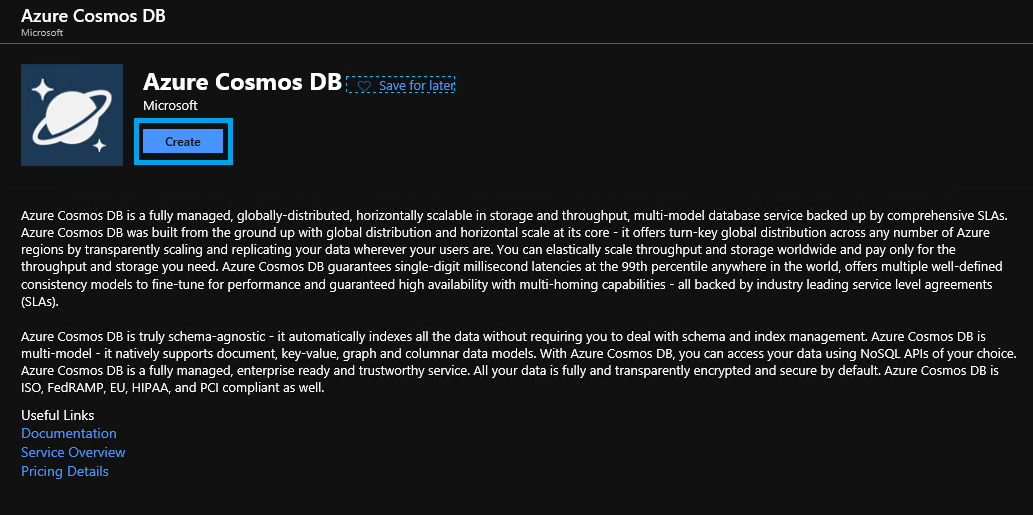 Azure Cosmos DB
Microsoft
Azure Cosmos DB
Save for later
Microsoft
Create
Azure Cosmos DB is a fully managed, globally-distributed, horizontally scalable in storage and throughput, multi-model database service backed up by comprehensive SLAs.
Azure Cosmos DB was built from the ground up with global distribution and horizontal scale at its core - it offers turn-key global distribution across any number of Azure
regions by transparently scaling and replicating your data wherever your users are. You can elastically scale throughput and storage worldwide and pay only for the
throughput and storage you need. Azure Cosmos DB guarantees single-digit millisecond latencies at the 99th percentile anywhere in the world, offers multiple well-defined
consistency models to fine-tune for performance and guaranteed high availability with multi-homing capabilities - all backed by industry leading service level agreements
(SLAs).
Azure Cosmos DB is truly schema-agnostic - it automatically indexes all the data without requiring you to deal with schema and index management. Azure Cosmos DB is
multi-model - it natively supports document, key-value, graph and columnar data models. With Azure Cosmos DB, you can access your data using NoSQL APIs of your choice.
Azure Cosmos DB is a fully managed, enterprise ready and trustworthy service. All your data is fully and transparently encrypted and secure by default. Azure Cosmos DB is
ISO, FedRAMP, EU, HIPAA, and PCI compliant as well.
Useful Links
Documentation
Service Overview
Pricing Details